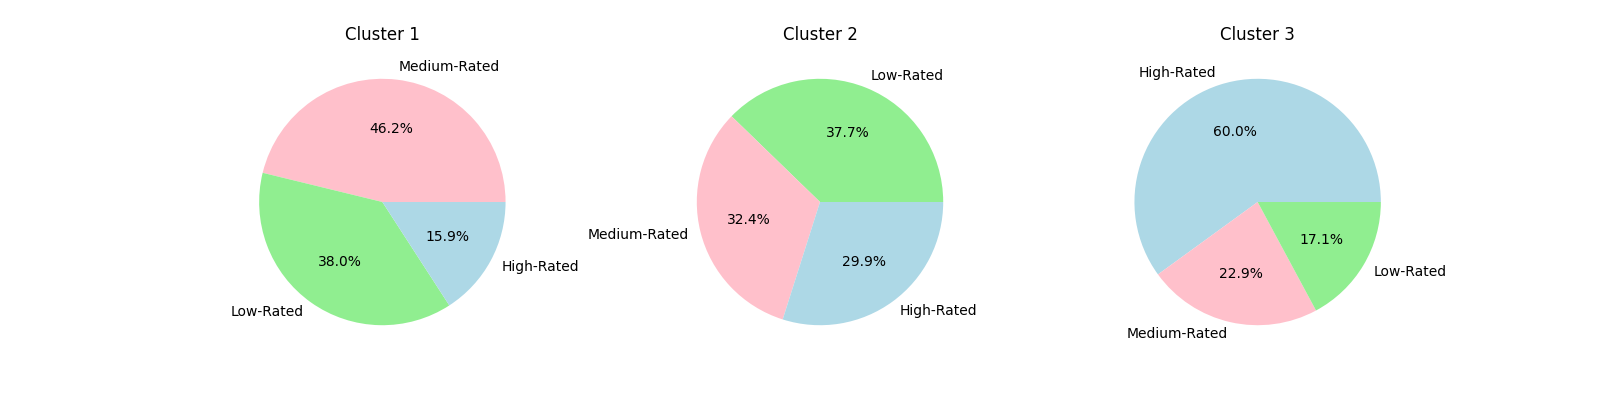 Cluster 1
Medium-Rated
46.2%
15.9%
38.0%
High-Rated
Low-Rated
Cluster 2
Low-Rated
37.7%
32.4%
Medium-Rated
29.9%
High-Rated
Cluster 3
High-Rated
60.0%
17.1%
22.9%
Low-Rated
Medium-Rated